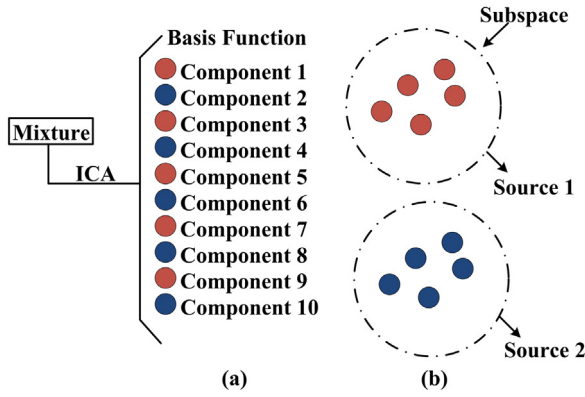 Basis Function
Component 1
Component 2
Component 3
Component 4
Component 5
Component 6
Component 7
Component 8
Component 9
Component 10
Mixture
ICA
(a)
Subspace
Source 1
Source 2
(b)